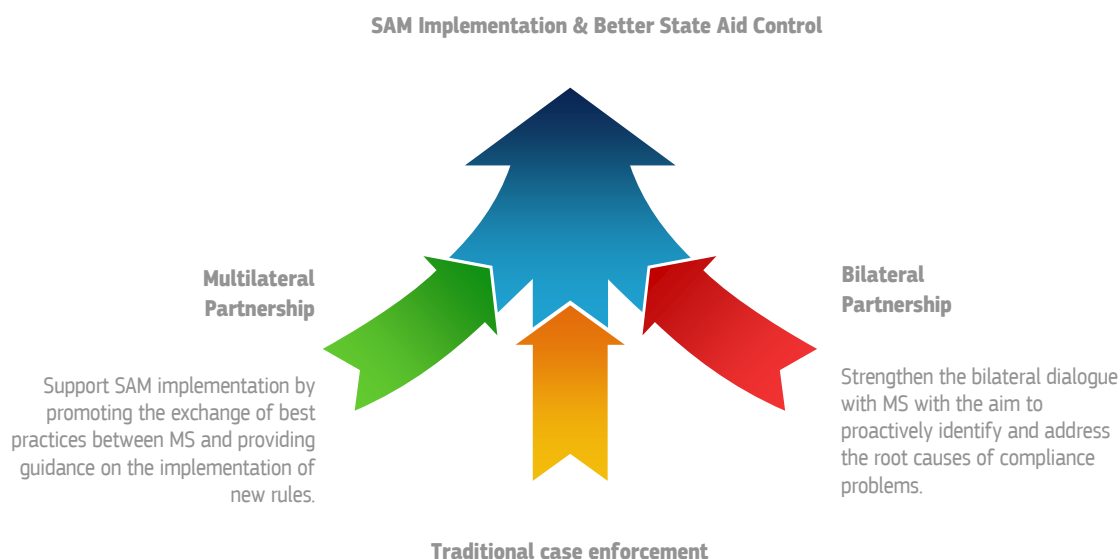 SAM Implementation & Better State Aid Control
Multilateral
Partnership
Support SAM implementation by
promoting the exchange of best
practices between MS and providing
guidance on the implementation of
new rules.
Bilateral
Partnership
Strengthen the bilateral dialogue
with MS with the aim to
proactively identify and address
the root causes of compliance
problems.
Traditional case enforcement